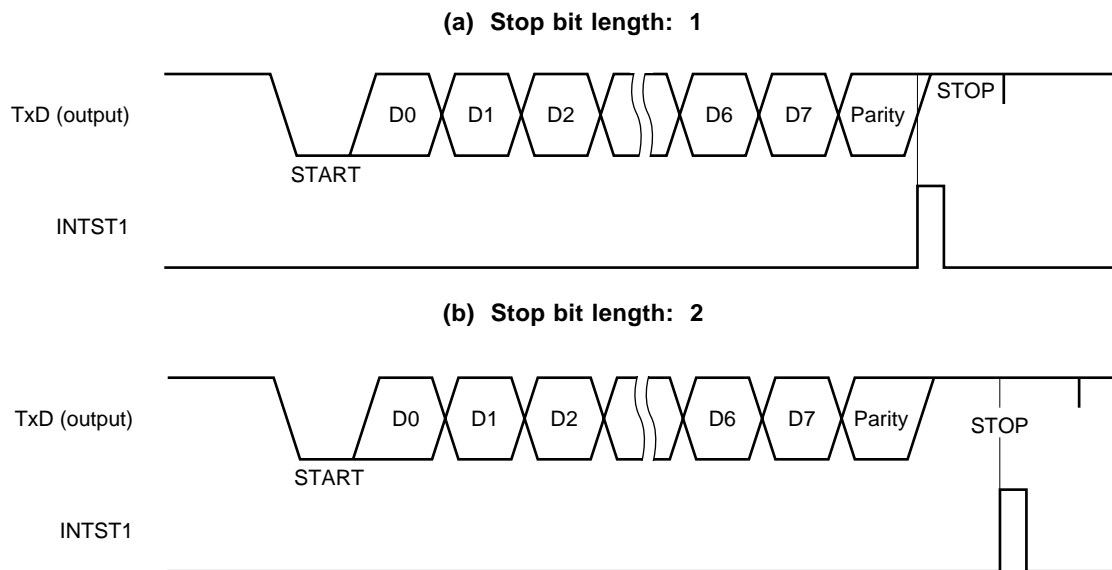 (a) Stop bit length: 1
TxD (output)
D0 D1 D2 D6 D7 Parity STOP
START
INTST1
(b) Stop bit length: 2
TxD (output)
D0 D1 D2 D6 D7 Parity STOP
START
INTST1